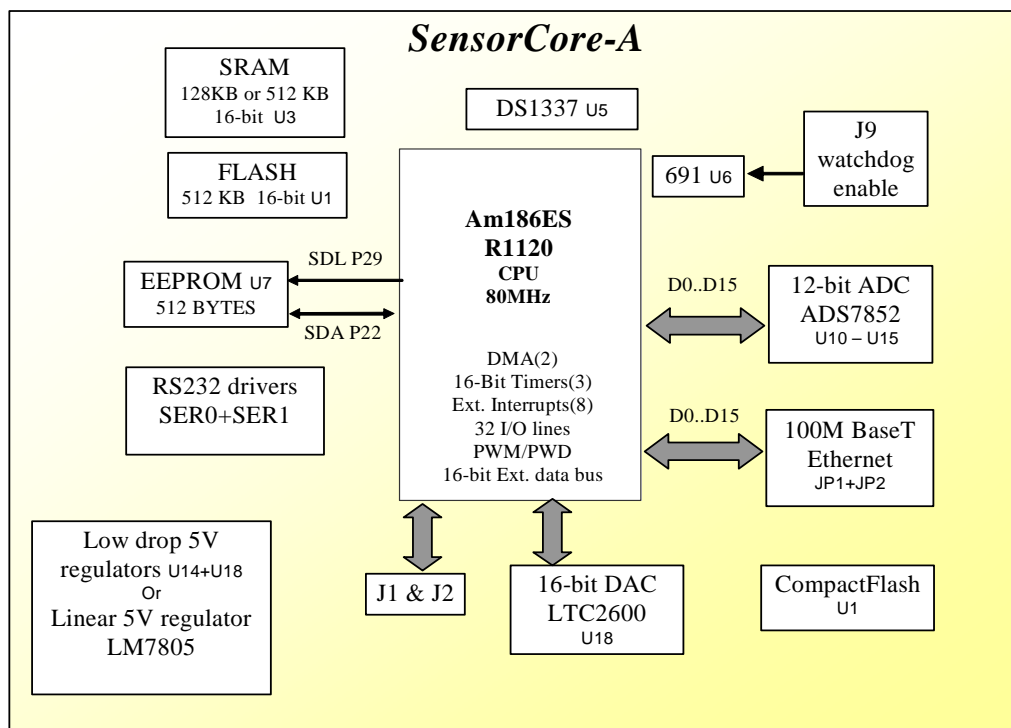 SensorCore-A
SRAM
128KB or 512 KB
16-bit U3
DS1337 U5
J9
watchdog
enable
691 U6
FLASH
512 KB 16-bit U1
Am186ES
R1120
CPU
80MHz
SDL P29
EEPROM U7
512 BYTES
SDA P22
D0..D15
12-bit ADC
ADS7852
U10 – U15
DMA(2)
16-Bit Timers(3)
Ext. Interrupts(8)
32 I/O lines
PWM/PWD
16-bit Ext. data bus
RS232 drivers
SER0+SER1
D0..D15
100M BaseT
Ethernet
JP1+JP2
Low drop 5V
regulators U14+U18
Or
Linear 5V regulator
LM7805
J1 & J2
16-bit DAC
LTC2600
U18
CompactFlash
U1